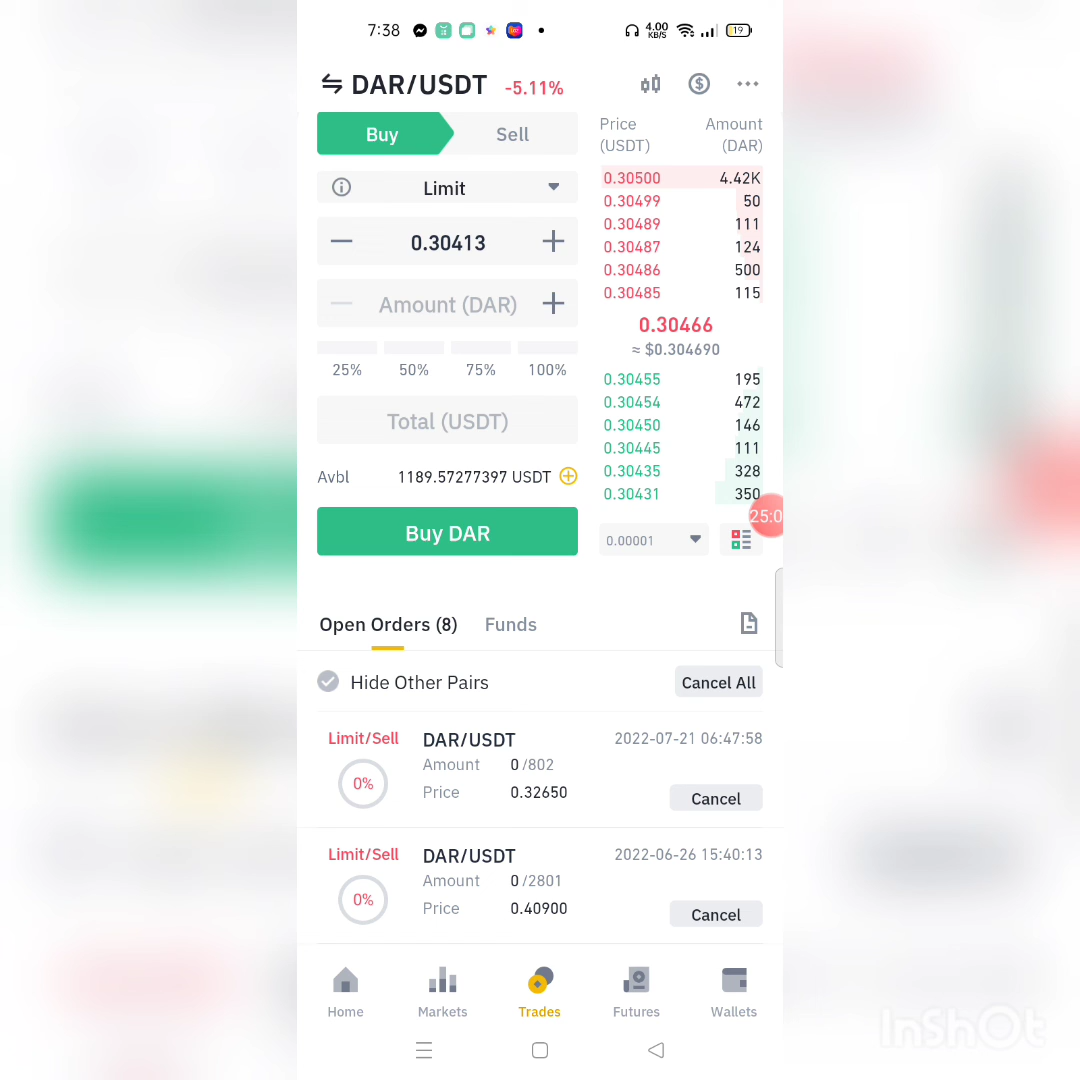 7:38
4.00 KB/S
19
DAR/USDT -5.11%
Buy
Sell
Limit
0.30413
Amount (DAR)
25% 50% 75% 100%
Total (USDT)
Avbl 1189.57277397 USDT
Buy DAR
Price Amount
(USDT) (DAR)
0.30500 4.42K
0.30499 50
0.30489 111
0.30487 124
0.30486 500
0.30485 115
0.30466
≈ $0.304690
0.30455 195
0.30454 472
0.30450 146
0.30445 111
0.30435 328
0.30431 350
25:0
0.00001
Open Orders (8) Funds
Hide Other Pairs
Cancel All
Limit/Sell DAR/USDT 2022-07-21 06:47:58
Amount 0 /802
0%
Price 0.32650
Cancel
Limit/Sell DAR/USDT 2022-06-26 15:40:13
Amount 0 /2801
0%
Price 0.40900
Cancel
Home Markets Trades Futures Wallets
InShOt